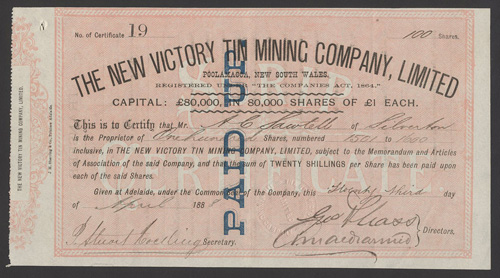 No. of Certificate 19
100 Shares.
THE NEW VICTORY TIN MINING COMPANY, LIMITED
POOLAMACCA, NEW SOUTH WALES,
REGISTERED UNDER "THE COMPANIES ACT, 1864."
CAPITAL: £80,000, IN 80,000 SHARES OF £1 EACH.
This is to Certify that Mr A C Sawtell of Silverton
is the Proprietor of One hundred Shares, numbered 1501 to 1600
inclusive, in THE NEW VICTORY TIN MINING COMPANY, LIMITED, subject to the Memorandum and Articles
of Association of the said Company, and that the sum of TWENTY SHILLINGS per Share has been paid upon
each of the said Shares.
Given at Adelaide, under the Common Seal of the Company, this Twenty third day
of April 1888
Secretary.
Directors.
PAID UP
THE NEW VICTORY TIN MINING COMPANY, LIMITED.